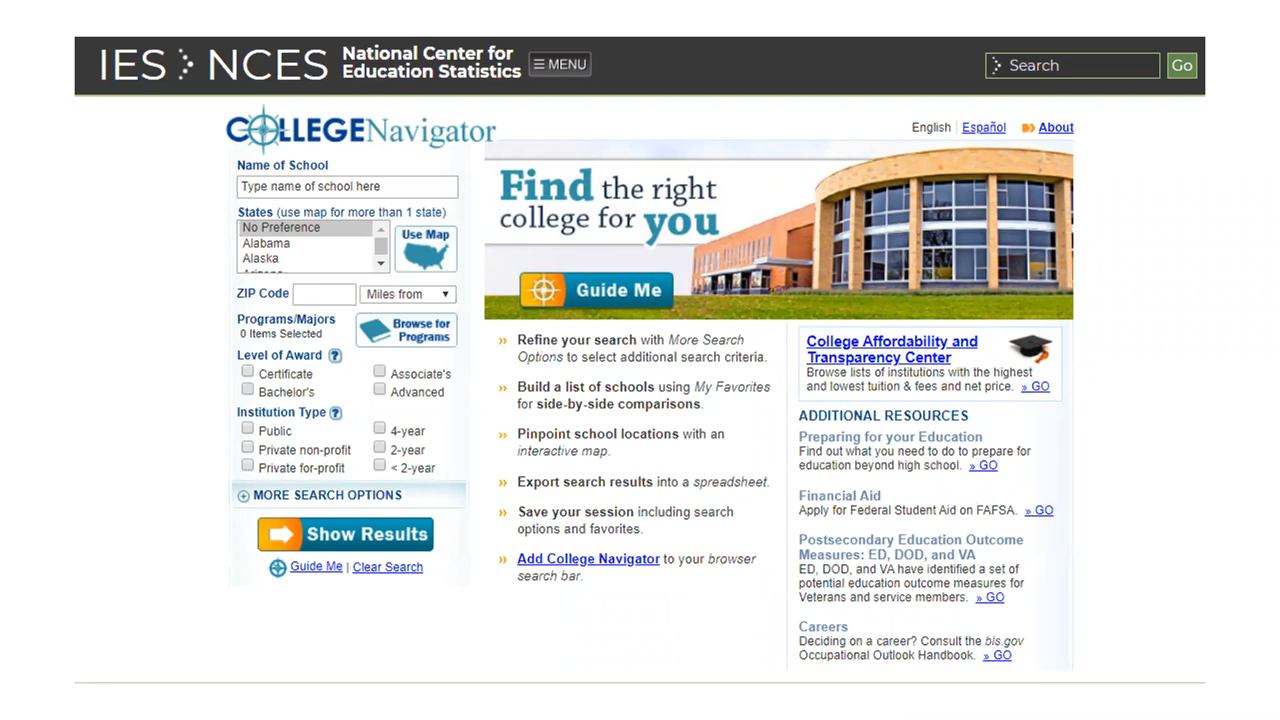 IES NCES National Center for Education Statistics
MENU
Search
Go
COLLEGENavigator
English Español About
Name of School
Type name of school here
States (use map for more than 1 state)
No Preference
Alabama
Alaska
Arizona
Use Map
ZIP Code Miles from
Programs/Majors
0 Items Selected
Browse for
Programs
Level of Award ?
Certificate Associate's
Bachelor's Advanced
Institution Type ?
Public 4-year
Private non-profit 2-year
Private for-profit < 2-year
MORE SEARCH OPTIONS
Show Results
Guide Me | Clear Search
Find the right
college for you
Guide Me
» Refine your search with More Search
Options to select additional search criteria.
» Build a list of schools using My Favorites
for side-by-side comparisons.
» Pinpoint school locations with an
interactive map.
» Export search results into a spreadsheet.
» Save your session including search
options and favorites.
» Add College Navigator to your browser
search bar.
College Affordability and
Transparency Center
Browse lists of institutions with the highest
and lowest tuition & fees and net price. » GO
ADDITIONAL RESOURCES
Preparing for your Education
Find out what you need to do to prepare for
education beyond high school. » GO
Financial Aid
Apply for Federal Student Aid on FAFSA. » GO
Postsecondary Education Outcome
Measures: ED, DOD, and VA
ED, DOD, and VA have identified a set of
potential education outcome measures for
Veterans and service members. » GO
Careers
Deciding on a career? Consult the bls.gov
Occupational Outlook Handbook. » GO